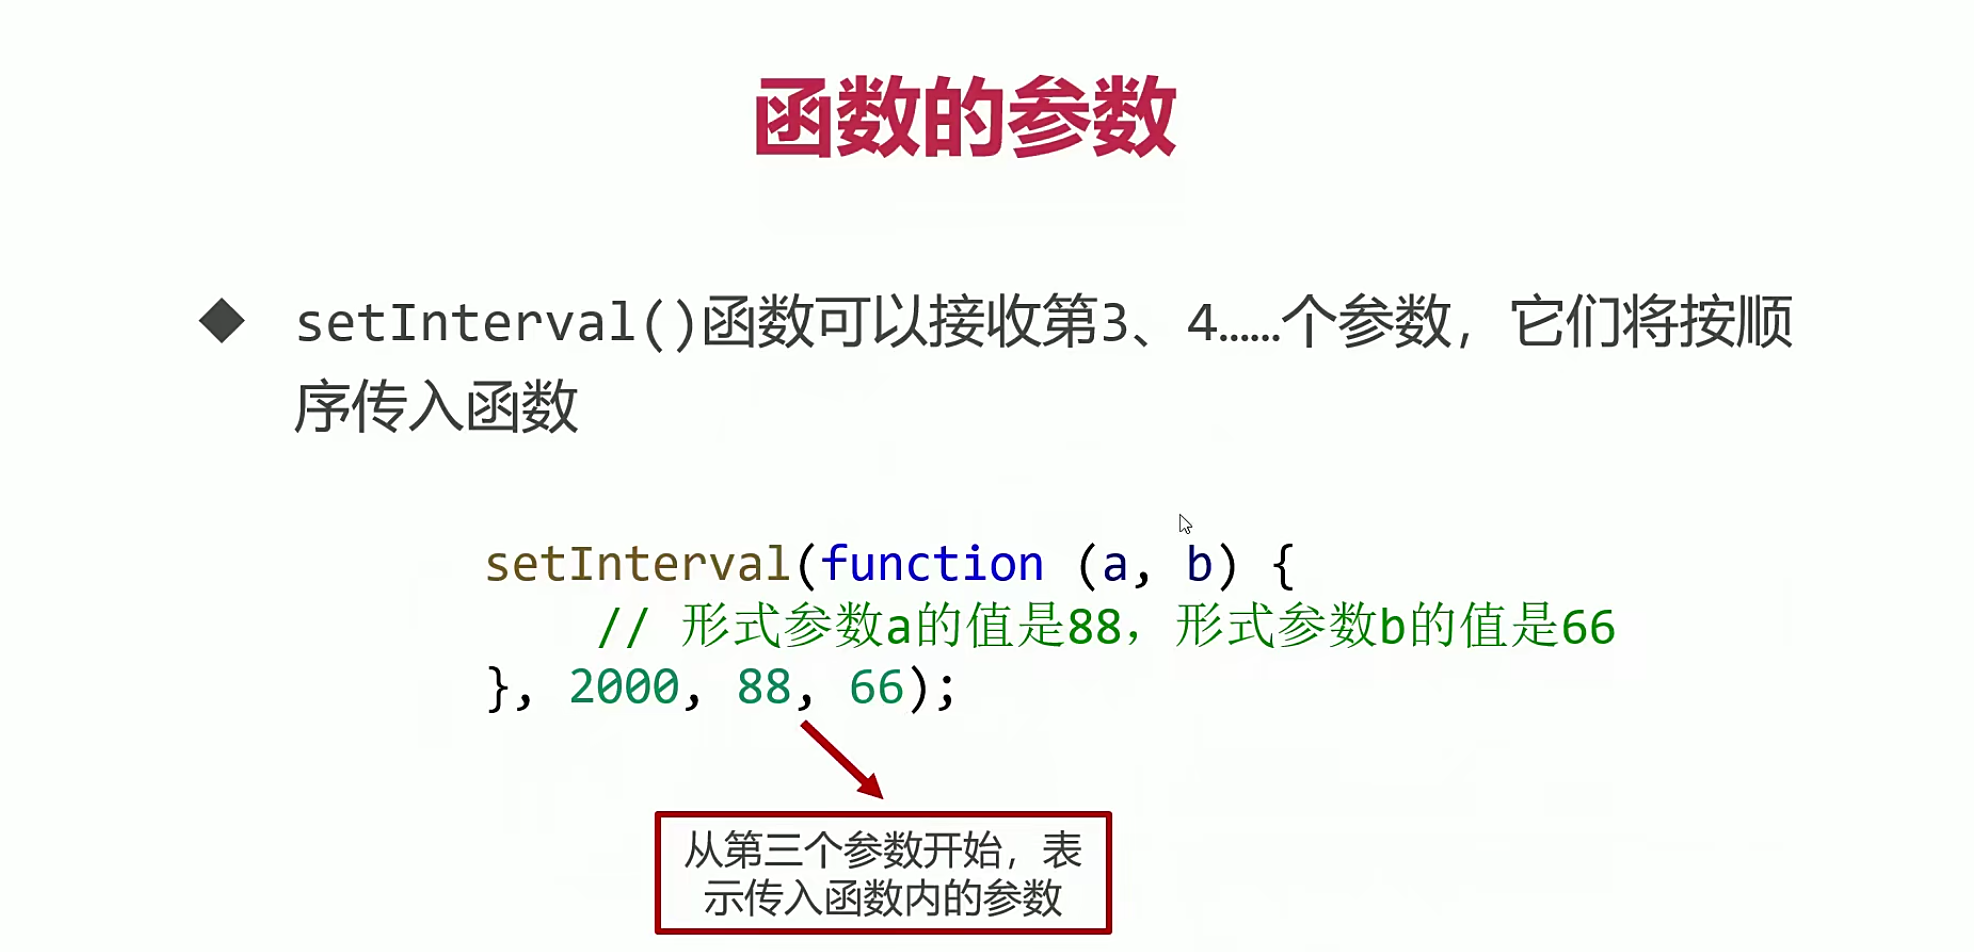 函数的参数
setInterval()函数可以接收第3、4……个参数，它们将按顺
序传入函数
setInterval(function (a, b) {
    // 形式参数a的值是88，形式参数b的值是66
}, 2000, 88, 66);
从第三个参数开始，表
示传入函数内的参数